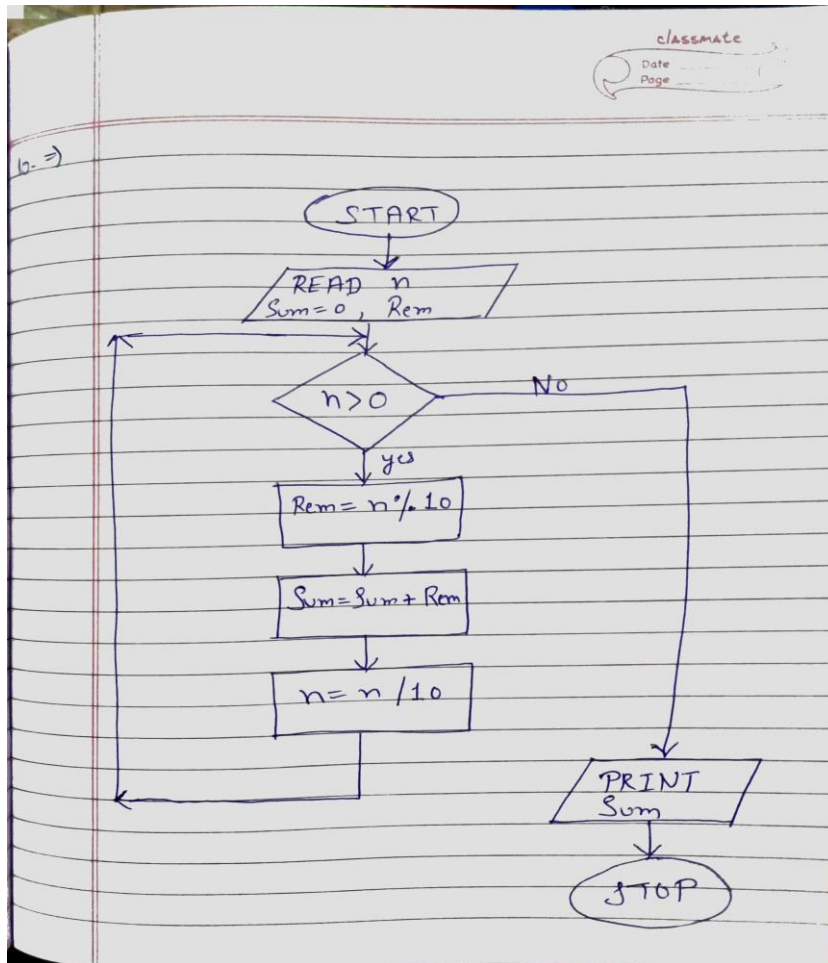 classmate
Date
Page
b. =)
START
READ n
Sum=0, Rem
n>0
No
yes
Rem= n%10
Sum=Sum+Rem
n= n/10
PRINT
Sum
STOP